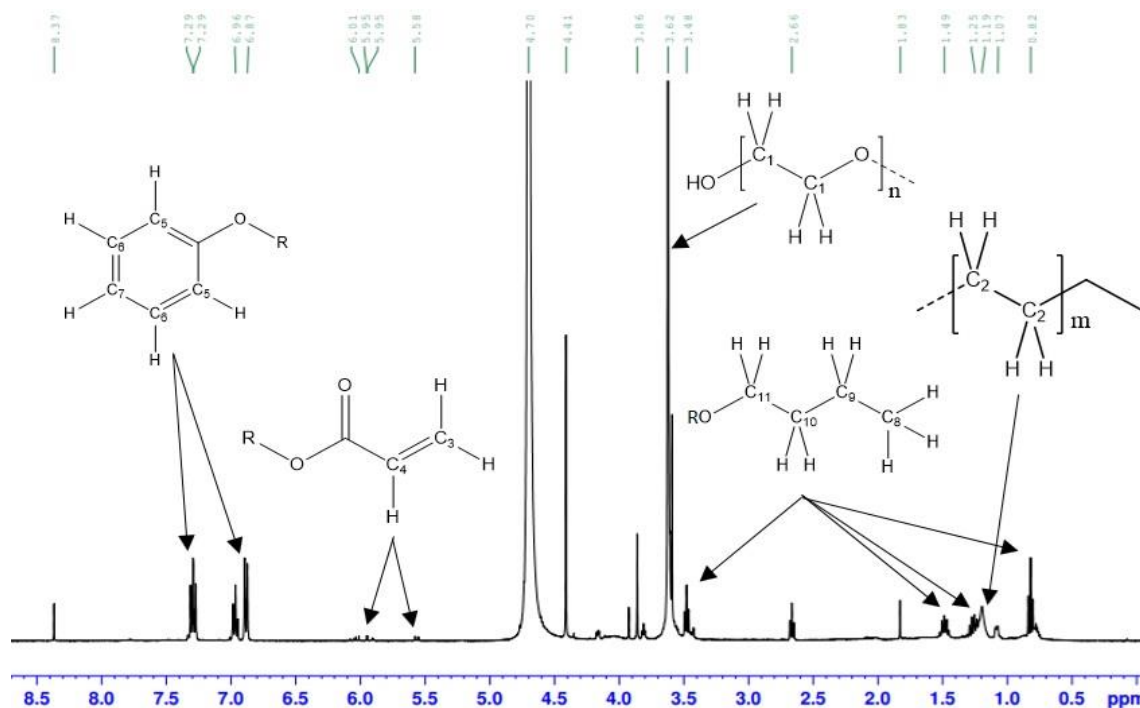 8.37 7.29 7.29 6.96 6.87 6.01 5.95 5.95 5.58 4.70 4.41 3.86 3.62 3.48 2.66 1.83 1.49 1.25 1.19 1.07 0.82
H H
C1 O
HO C1 n
H H
H
H C5 O
C6 R
C7 C5
H C6 H
H
H H
C2
C2 m
H H
O H
R C3
O C4 H
H
H H H H
C11 C9 H
RO C10 C8 H
H H H
8.5 8.0 7.5 7.0 6.5 6.0 5.5 5.0 4.5 4.0 3.5 3.0 2.5 2.0 1.5 1.0 0.5 ppm